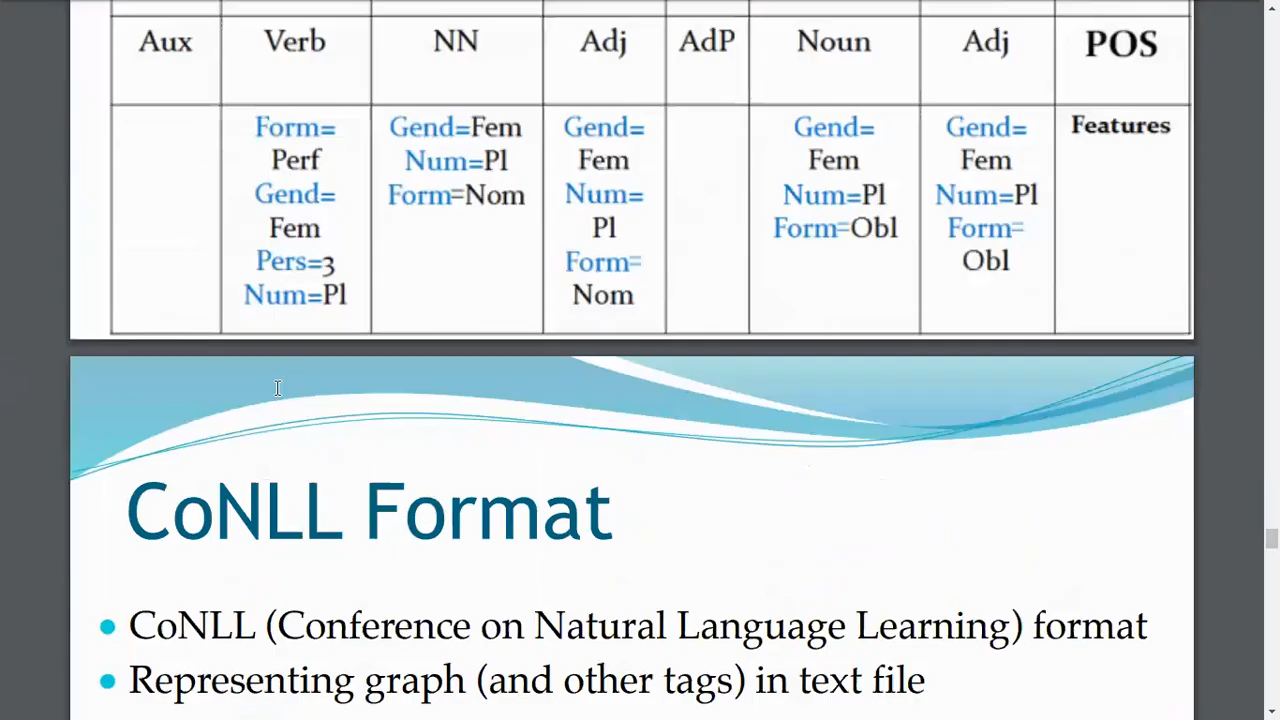 Aux Verb NN Adj AdP Noun Adj POS
Form= Gend=Fem Gend= Gend= Gend= Features
Perf Num=Pl Fem Fem Fem
Gend= Form=Nom Num= Num=Pl Num=Pl
Fem Pl Form=Obl Form=
Pers=3 Form= Obl
Num=Pl Nom
CoNLL Format
CoNLL (Conference on Natural Language Learning) format
Representing graph (and other tags) in text file